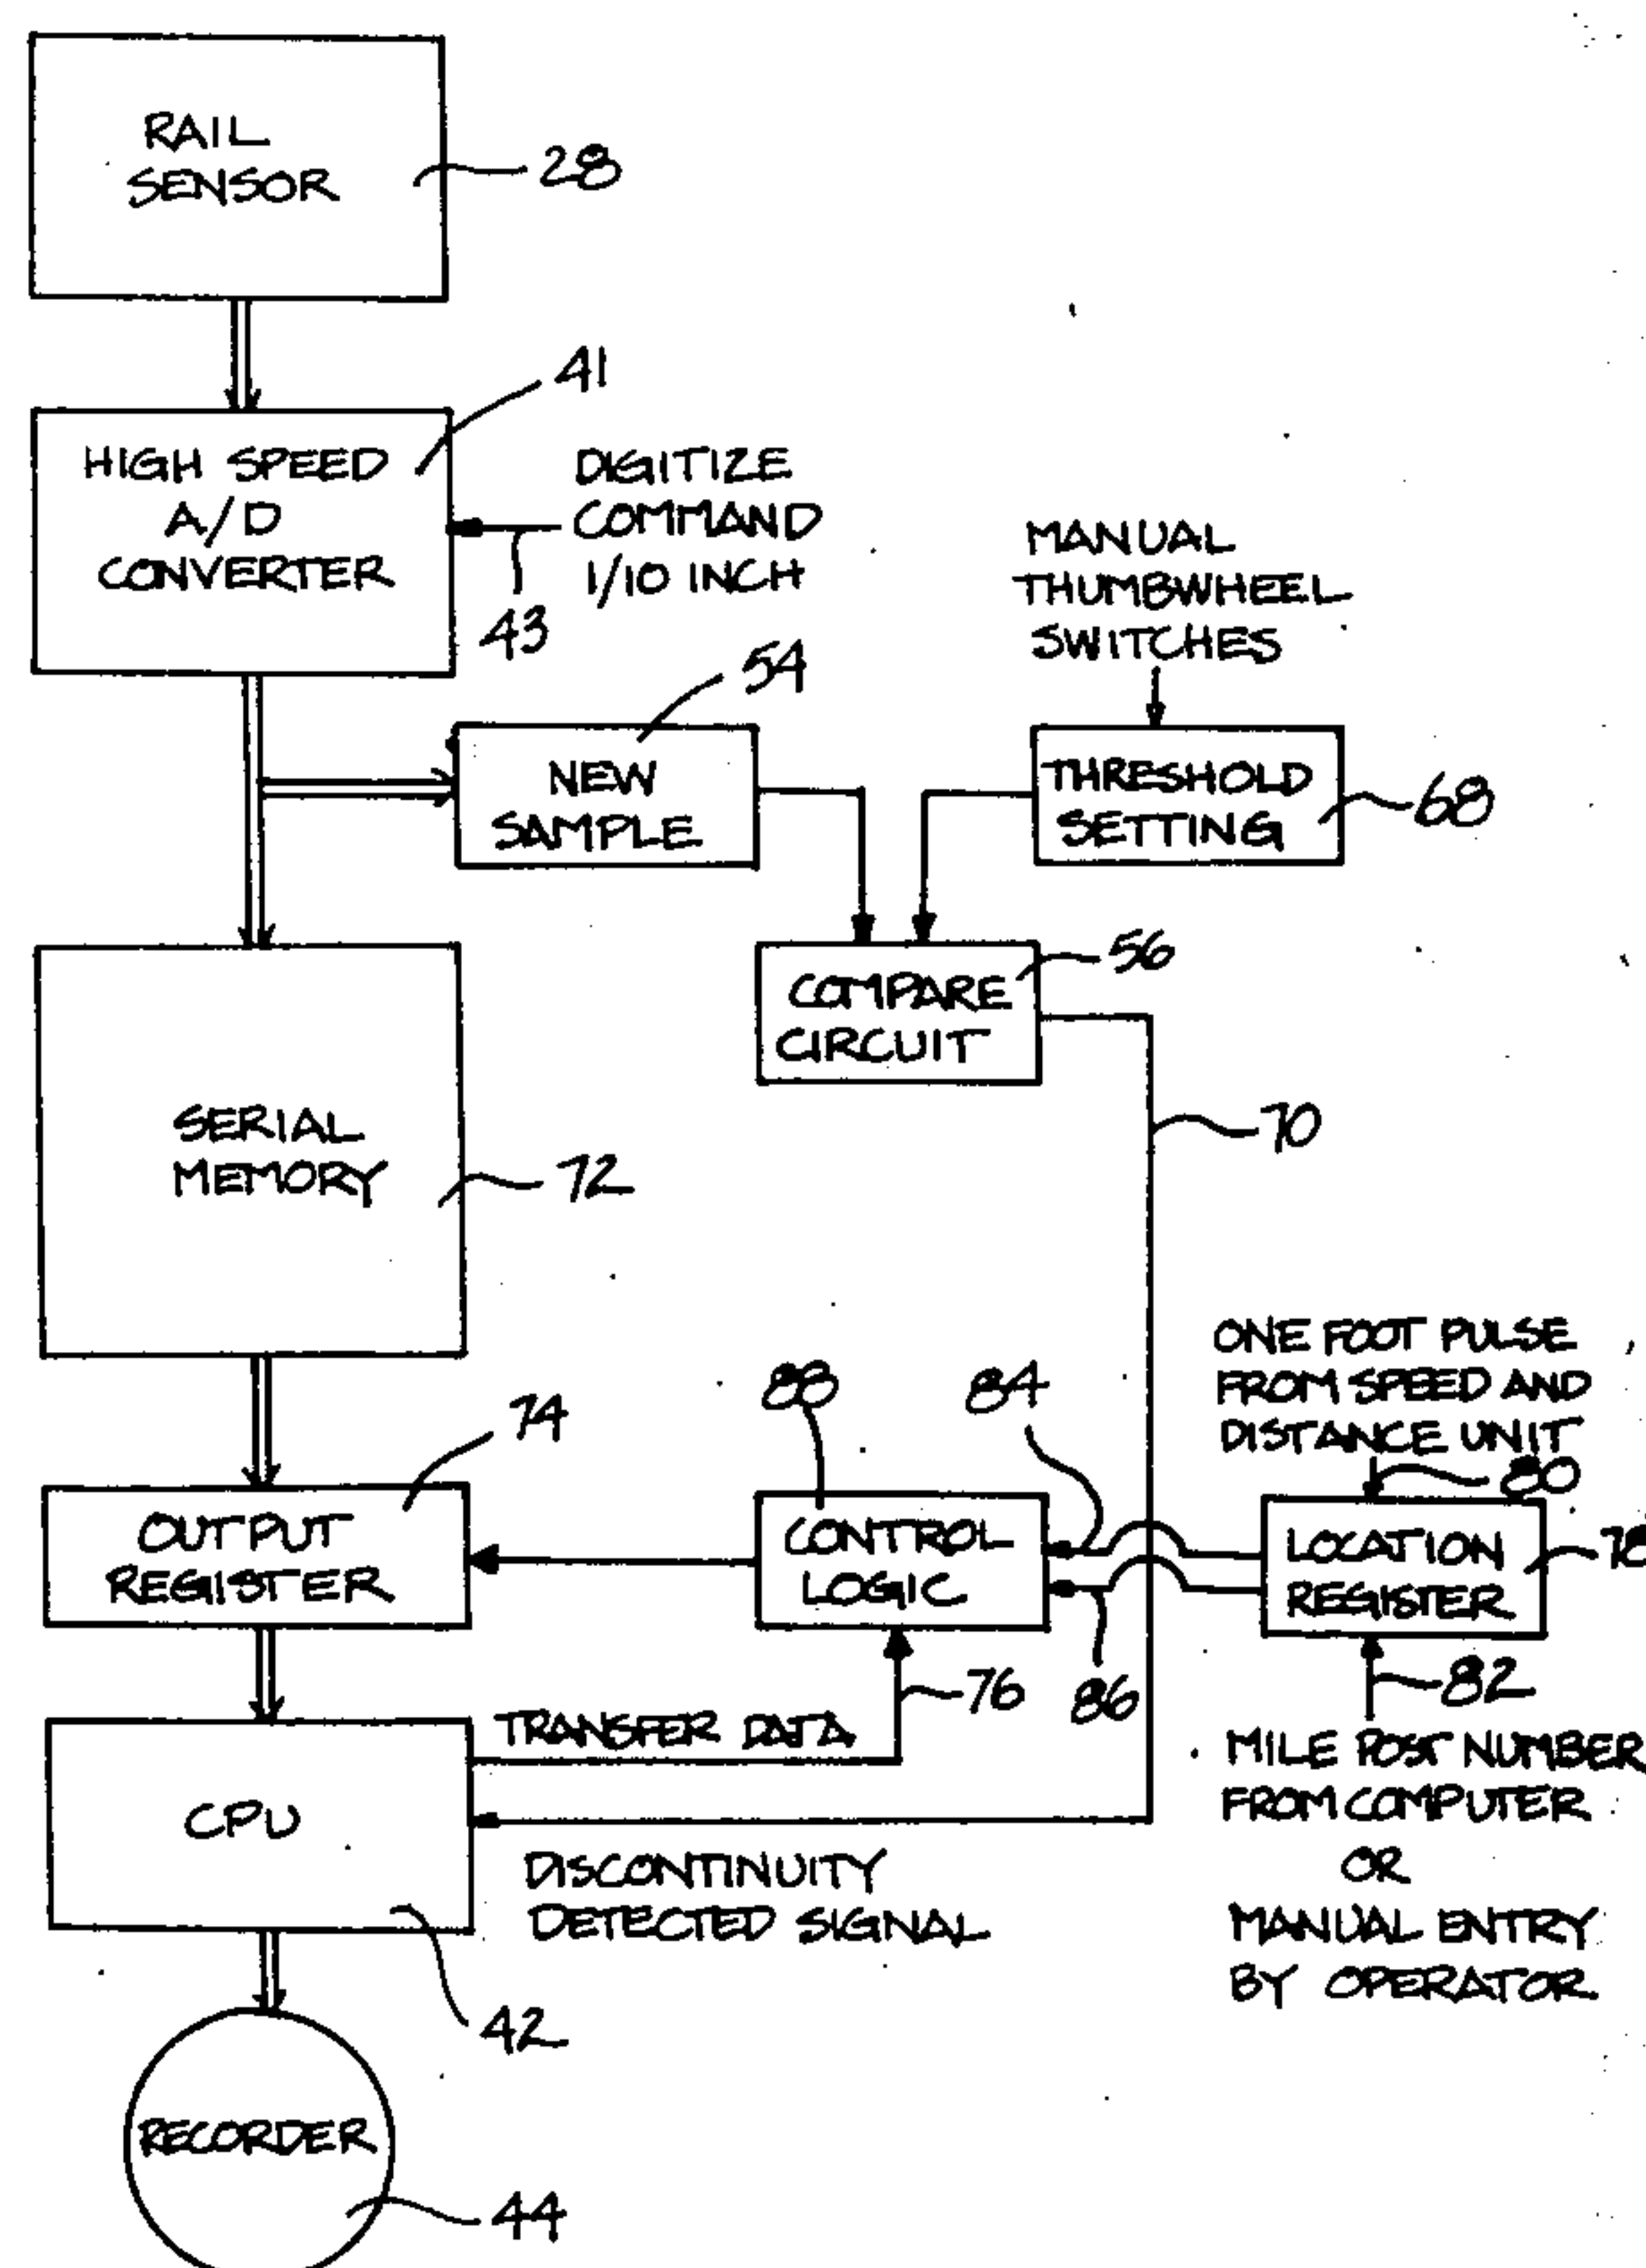 RAIL
SENSOR
28
41
HIGH SPEED
A/D
CONVERTER
DIGITIZE
COMMAND
1/10 INCH
43
MANUAL
THUMBWHEEL
SWITCHES
54
NEW
SAMPLE
THRESHOLD
SETTING
68
56
COMPARE
CIRCUIT
70
SERIAL
MEMORY
72
ONE FOOT PULSE
FROM SPEED AND
DISTANCE UNIT
80
74
88
84
OUTPUT
REGISTER
CONTROL
LOGIC
LOCATION
REGISTER
78
76
86
82
TRANSFER DATA
MILE POST NUMBER
FROM COMPUTER
OR
MANUAL ENTRY
BY OPERATOR
CPU
DISCONTINUITY
DETECTED SIGNAL
42
RECORDER
44